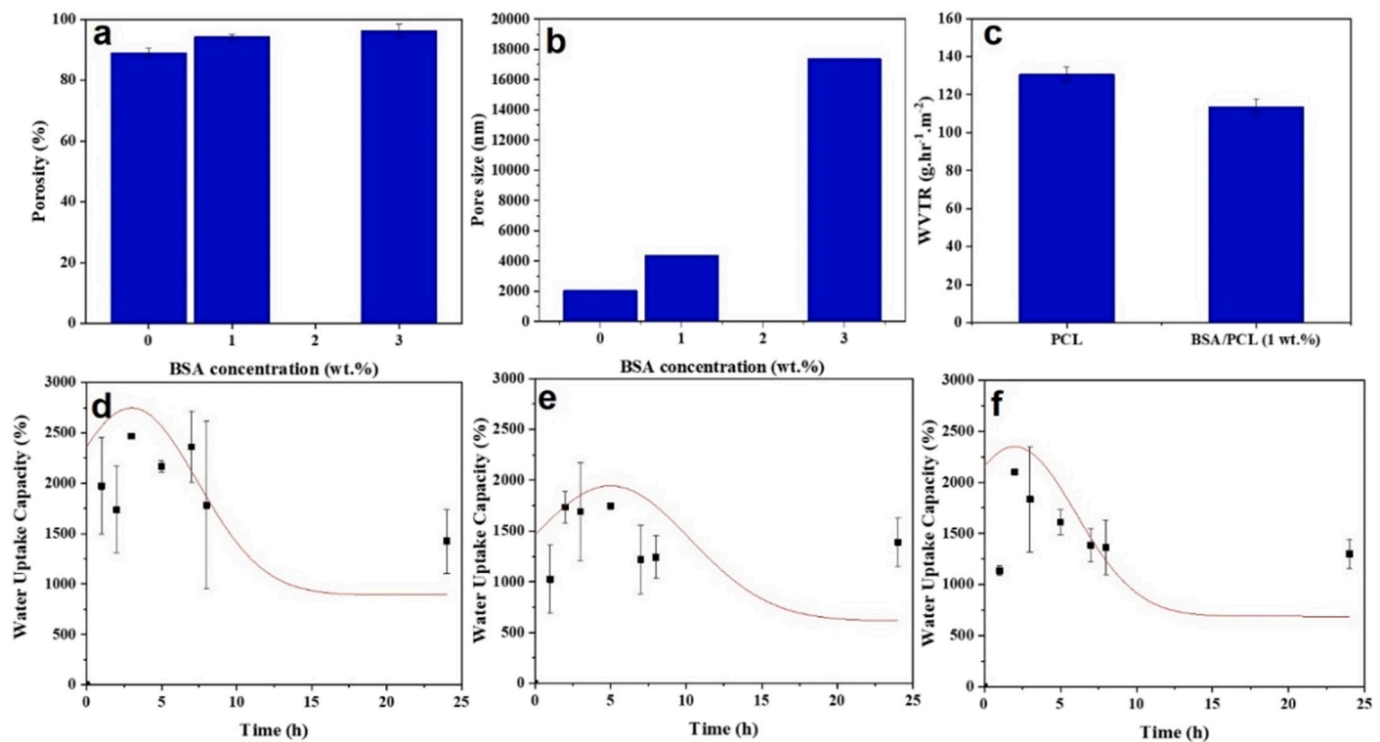 a
Porosity (%)
100
80
60
40
20
0
0 1 2 3
BSA concentration (wt.%)
b
Pore size (nm)
20000
18000
16000
14000
12000
10000
8000
6000
4000
2000
0
0 1 2 3
BSA concentration (wt.%)
c
WVTR (g.hr⁻¹.m⁻²)
160
140
120
100
80
60
40
20
0
PCL BSA/PCL (1 wt.%)
d
Water Uptake Capacity (%)
3000
2500
2000
1500
1000
500
0
0 5 10 15 20 25
Time (h)
e
Water Uptake Capacity (%)
3000
2500
2000
1500
1000
500
0
0 5 10 15 20 25
Time (h)
f
Water Uptake Capacity (%)
3000
2500
2000
1500
1000
500
0
0 5 10 15 20 25
Time (h)